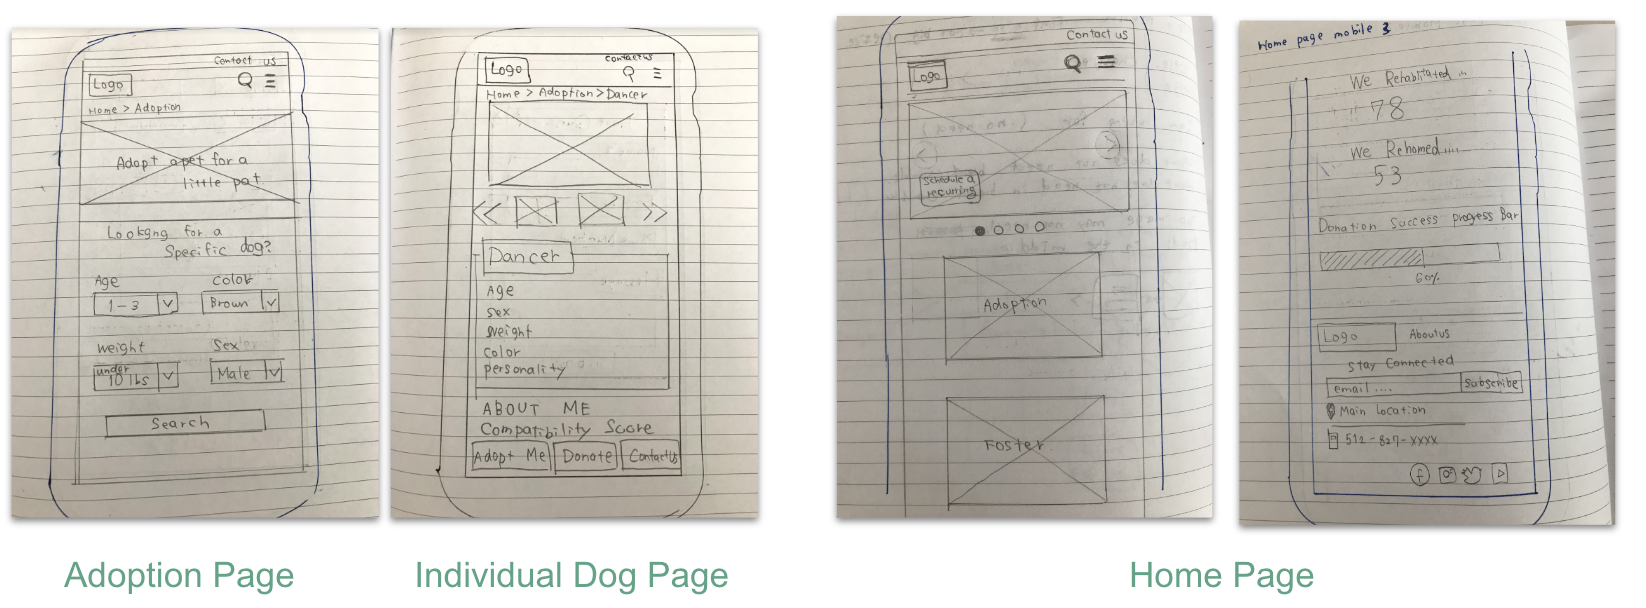 Contact us
Logo
Home > Adoption
Adopt a pet for a
little pat
Lookgng for a
Specific dog?
Age
color
1-3
Brown
weight
Sex
under
10 lbs
Male
Search
Contact us
Logo
Home > Adoption > Dancer
Dancer
Age
sex
weight
color
personality
ABOUT ME
Compatibility Score
Adopt Me
Donate
Contact us
Contact us
Logo
Schedule a
recurring
Adoption
Foster
Home page mobile 3
We Rehablitated ...
78
We Rehomed.....
53
Donation Success progress Bar
60%
Logo
About us
stay Connected
email ....
Subscribe
Main Location
512-827-xxxx
Adoption Page
Individual Dog Page
Home Page